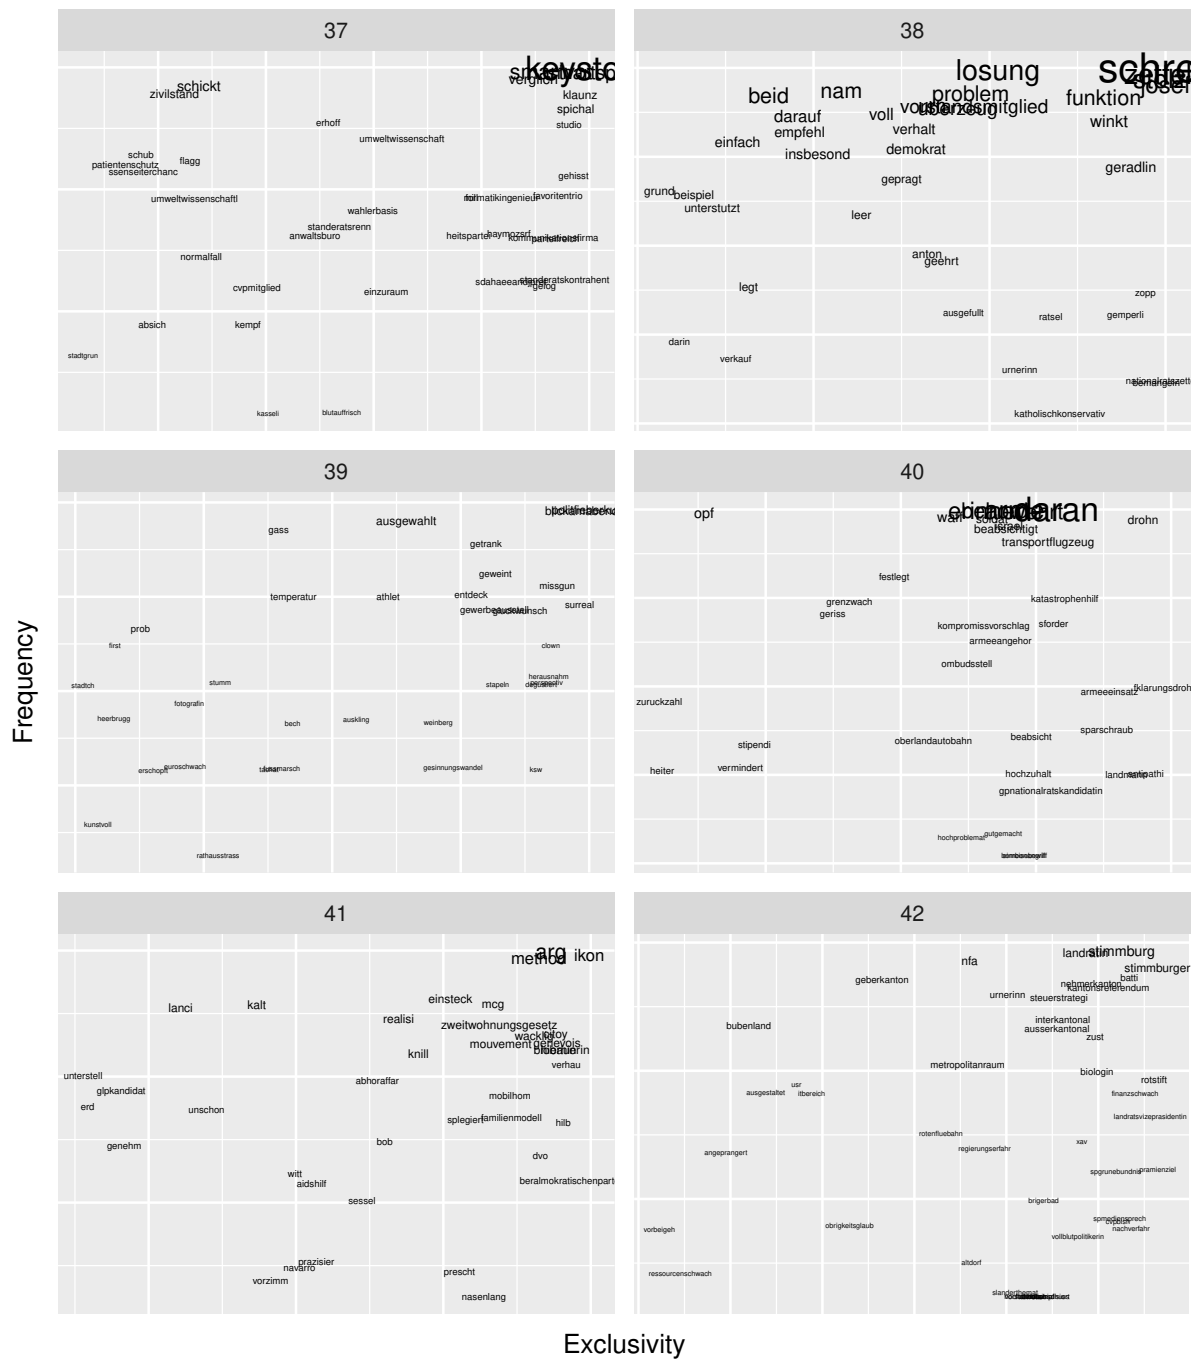 37
schickt
zivilstand
klaunz
spichal
studio
erhoff
umweltwissenschaft
schub
patientenschutz
flagg
ssenseiterchanc
gehisst
umweltwissenschaftl
favoritentrio
wahlerbasis
standeratsrenn
anwaltsburo
haymozsrf
normalfall
cvpmitglied
einzuraum
standeratskontrahent
absich
kempf
stadtgrun
kasseli
blutauffrisch
38
losung
beid
nam
problem
funktion
darauf
voll
winkt
empfehl
verhalt
einfach
insbesond
demokrat
geradlin
gepragt
grund
beispiel
unterstutzt
leer
anton
geehrt
legt
zopp
ausgefullt
ratsel
gemperli
darin
verkauf
urnerinn
katholischkonservativ
39
ausgewahlt
gass
getrank
geweint
missgun
temperatur
athlet
entdeck
surreal
prob
first
clown
herausnahm
stadtch
stumm
stapeln
fotografin
heerbrugg
bech
auskling
weinberg
euroschwach
erschopft
gesinnungswandel
ksw
kunstvoll
rathausstrass
40
daran
opf
drohn
beabsichtigt
transportflugzeug
festlegt
grenzwach
katastrophenhilf
geriss
kompromissvorschlag
sforder
armeeangehor
ombudsstell
armeeeinsatz
zuruckzahl
sparschraub
oberlandautobahn
beabsicht
stipendi
heiter
vermindert
hochzuhalt
gpnationalratskandidatin
gutgemacht
hochproblemat
41
arg
ikon
method
lanci
kalt
einsteck
mcg
realisi
zweitwohnungsgesetz
mouvement
knill
verhau
unterstell
abhoraffar
glpkandidat
mobilhom
erd
unschon
familienmodell
hilb
genehm
bob
dvo
witt
aidshilf
beralmokratischenpart
sessel
prazisier
navarro
vorzimm
prescht
nasenlang
42
stimmburg
nfa
stimmburger
geberkanton
batti
nehmerkanton
kantonsreferendum
urnerinn
steuerstrategi
bubenland
interkantonal
ausserkantonal
zust
metropolitanraum
biologin
rotstift
usr
ausgestaltet
itbereich
finanzschwach
landratsvizeprasidentin
rotenfluebahn
xav
angeprangert
regierungserfahr
spgrunebundnis
pramienziel
brigerbad
vorbeigeh
obrigkeitsglaub
spmediensprech
nachverfahr
vollblutpolitikerin
altdorf
ressourcenschwach
Frequency
Exclusivity